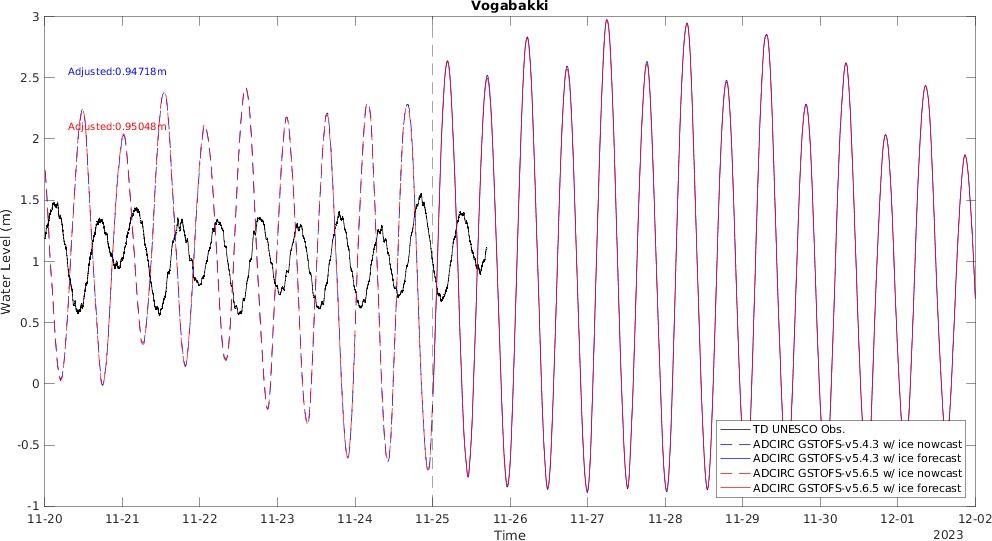 Vogabakki
Water Level (m)
3
2.5
2
1.5
1
0.5
0
-0.5
-1
Adjusted:0.94718m
Adjusted:0.95048m
TD UNESCO Obs.
ADCIRC GSTOFS-v5.4.3 w/ ice nowcast
ADCIRC GSTOFS-v5.4.3 w/ ice forecast
ADCIRC GSTOFS-v5.6.5 w/ ice nowcast
ADCIRC GSTOFS-v5.6.5 w/ ice forecast
11-20 11-21 11-22 11-23 11-24 11-25 11-26 11-27 11-28 11-29 11-30 12-01 12-02
Time
2023